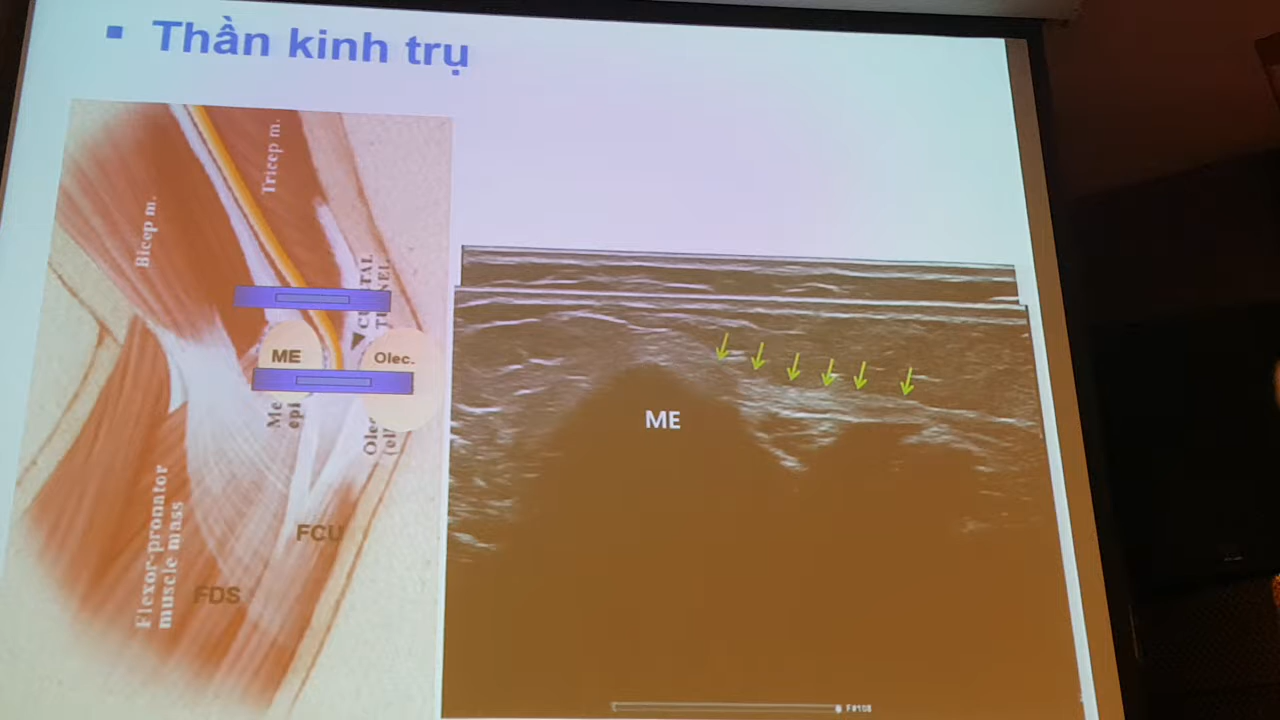 ▪ Thần kinh trụ
Tricep m.
Bicep m.
ME
Olec.
FCU
FDS
Flexor-pronator
muscle mass
ME